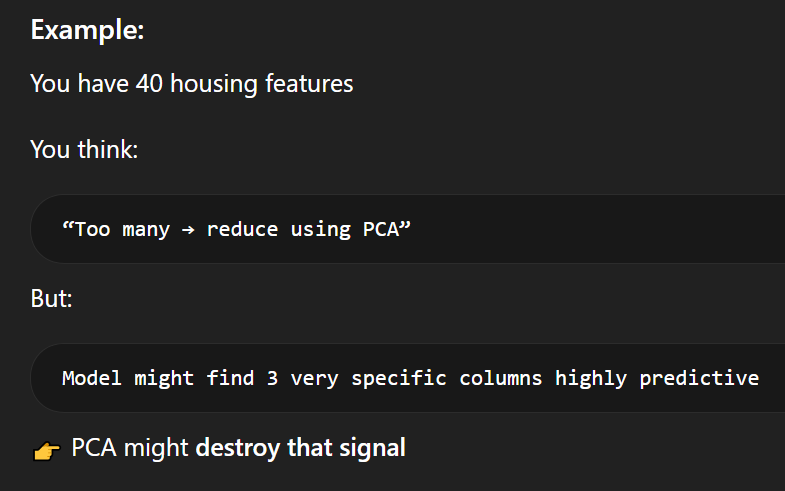 Example:
You have 40 housing features
You think:
“Too many → reduce using PCA”
But:
Model might find 3 very specific columns highly predictive
👉 PCA might destroy that signal